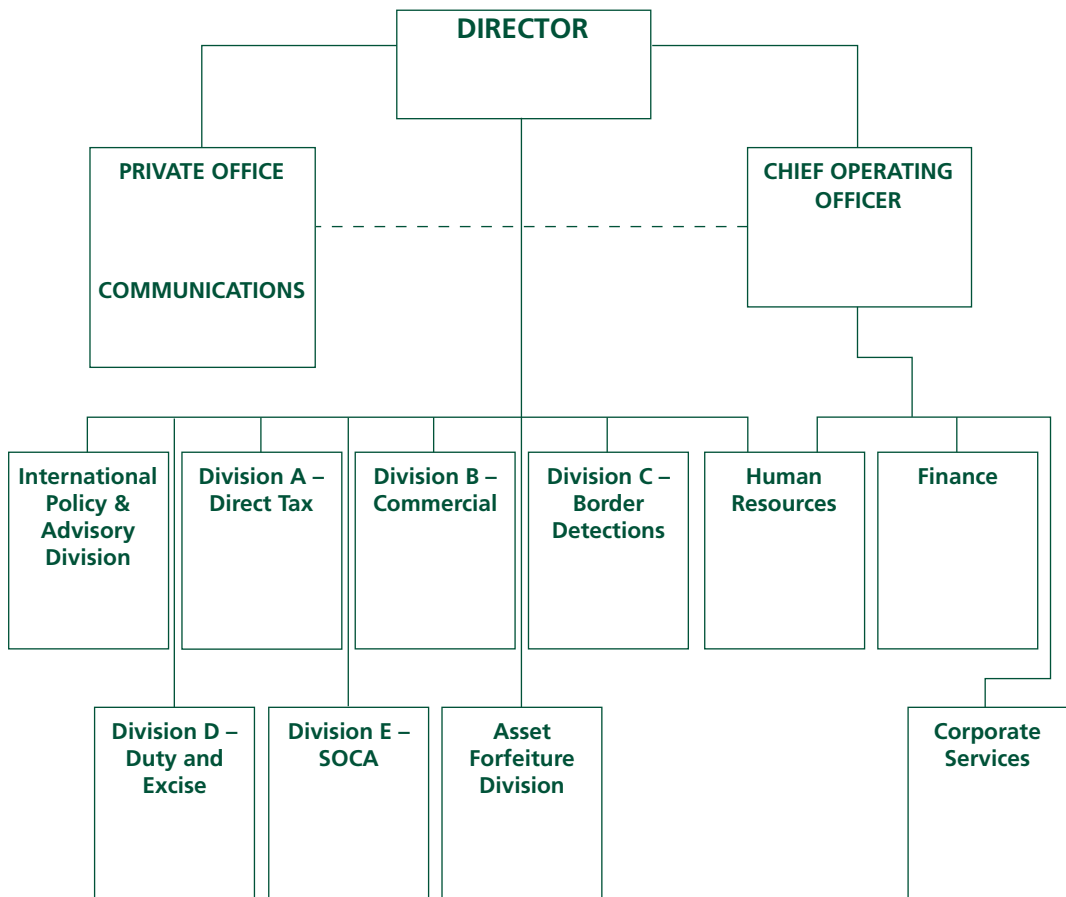 DIRECTOR
PRIVATE OFFICE
COMMUNICATIONS
CHIEF OPERATING
OFFICER
International
Policy &
Advisory
Division
Division A –
Direct Tax
Division B –
Commercial
Division C –
Border
Detections
Human
Resources
Finance
Division D –
Duty and
Excise
Division E –
SOCA
Asset
Forfeiture
Division
Corporate
Services